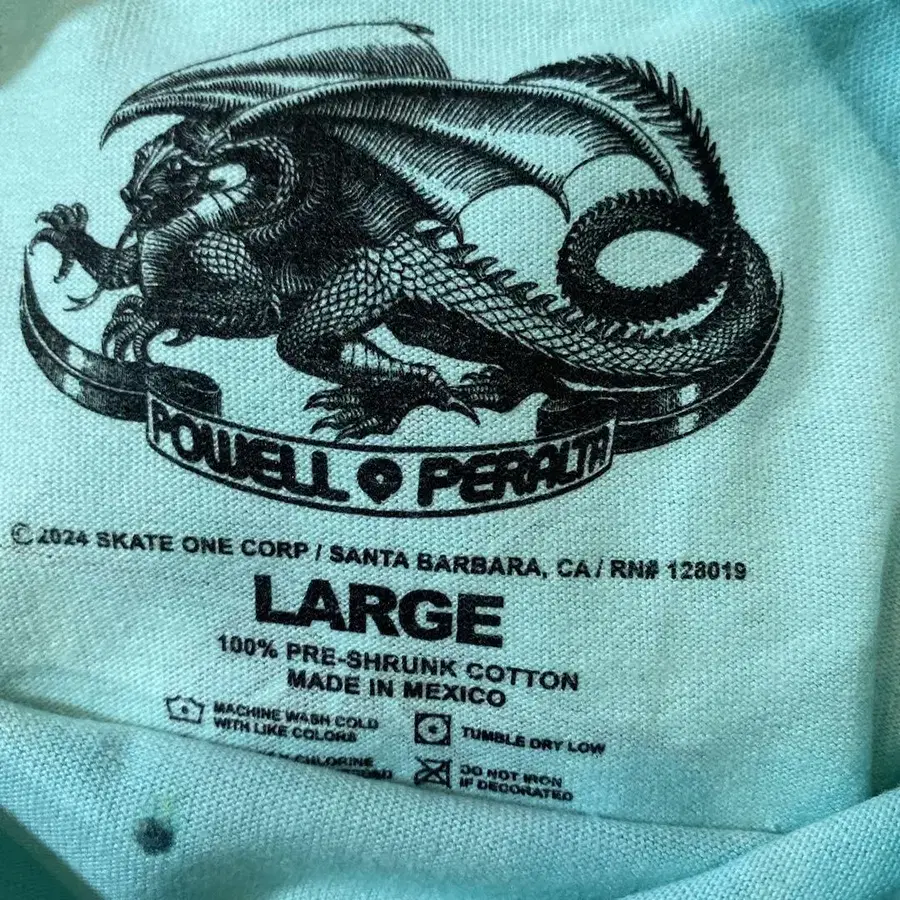 POWELL PERALTA
© 2024 SKATE ONE CORP / SANTA BARBARA, CA / RN# 128019
LARGE
100% PRE-SHRUNK COTTON
MADE IN MEXICO
MACHINE WASH COLD
WITH LIKE COLORS
TUMBLE DRY LOW
CHLORINE
DO NOT IRON
IF DECORATED